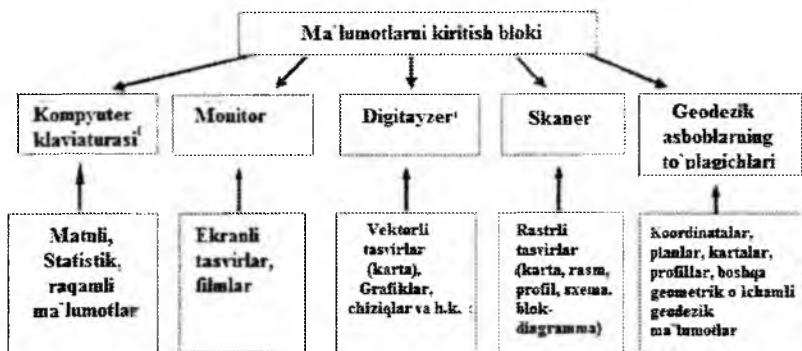 Ma`lumotlarni kiritish bloki
Kompyuter
klaviaturasi
Monitor
Digitayzer
Skaner
Geodezik
asboblarning
to`plagichlari
Matnli,
Statistik,
raqamli
ma`lumotlar
Ekranli
tasvirlar,
filmlar
Vektorli
tasvirlar
(karta),
Grafiklar,
chiziqlar va h.k.
Rastrli
tasvirlar
(karta, rasm,
profil, sxema.
blok-
diagramma)
Koordinatalar,
planlar, kartalar,
profillar, boshqa
geometrik o lchamli
geodezik
ma`lumotlar